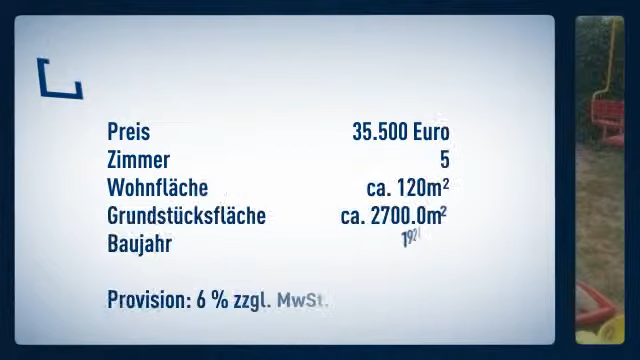 Preis 35.500 Euro
Zimmer 5
Wohnfläche ca. 120m²
Grundstücksfläche ca. 2700.0m²
Baujahr
Provision: 6 % zzgl. MwSt.